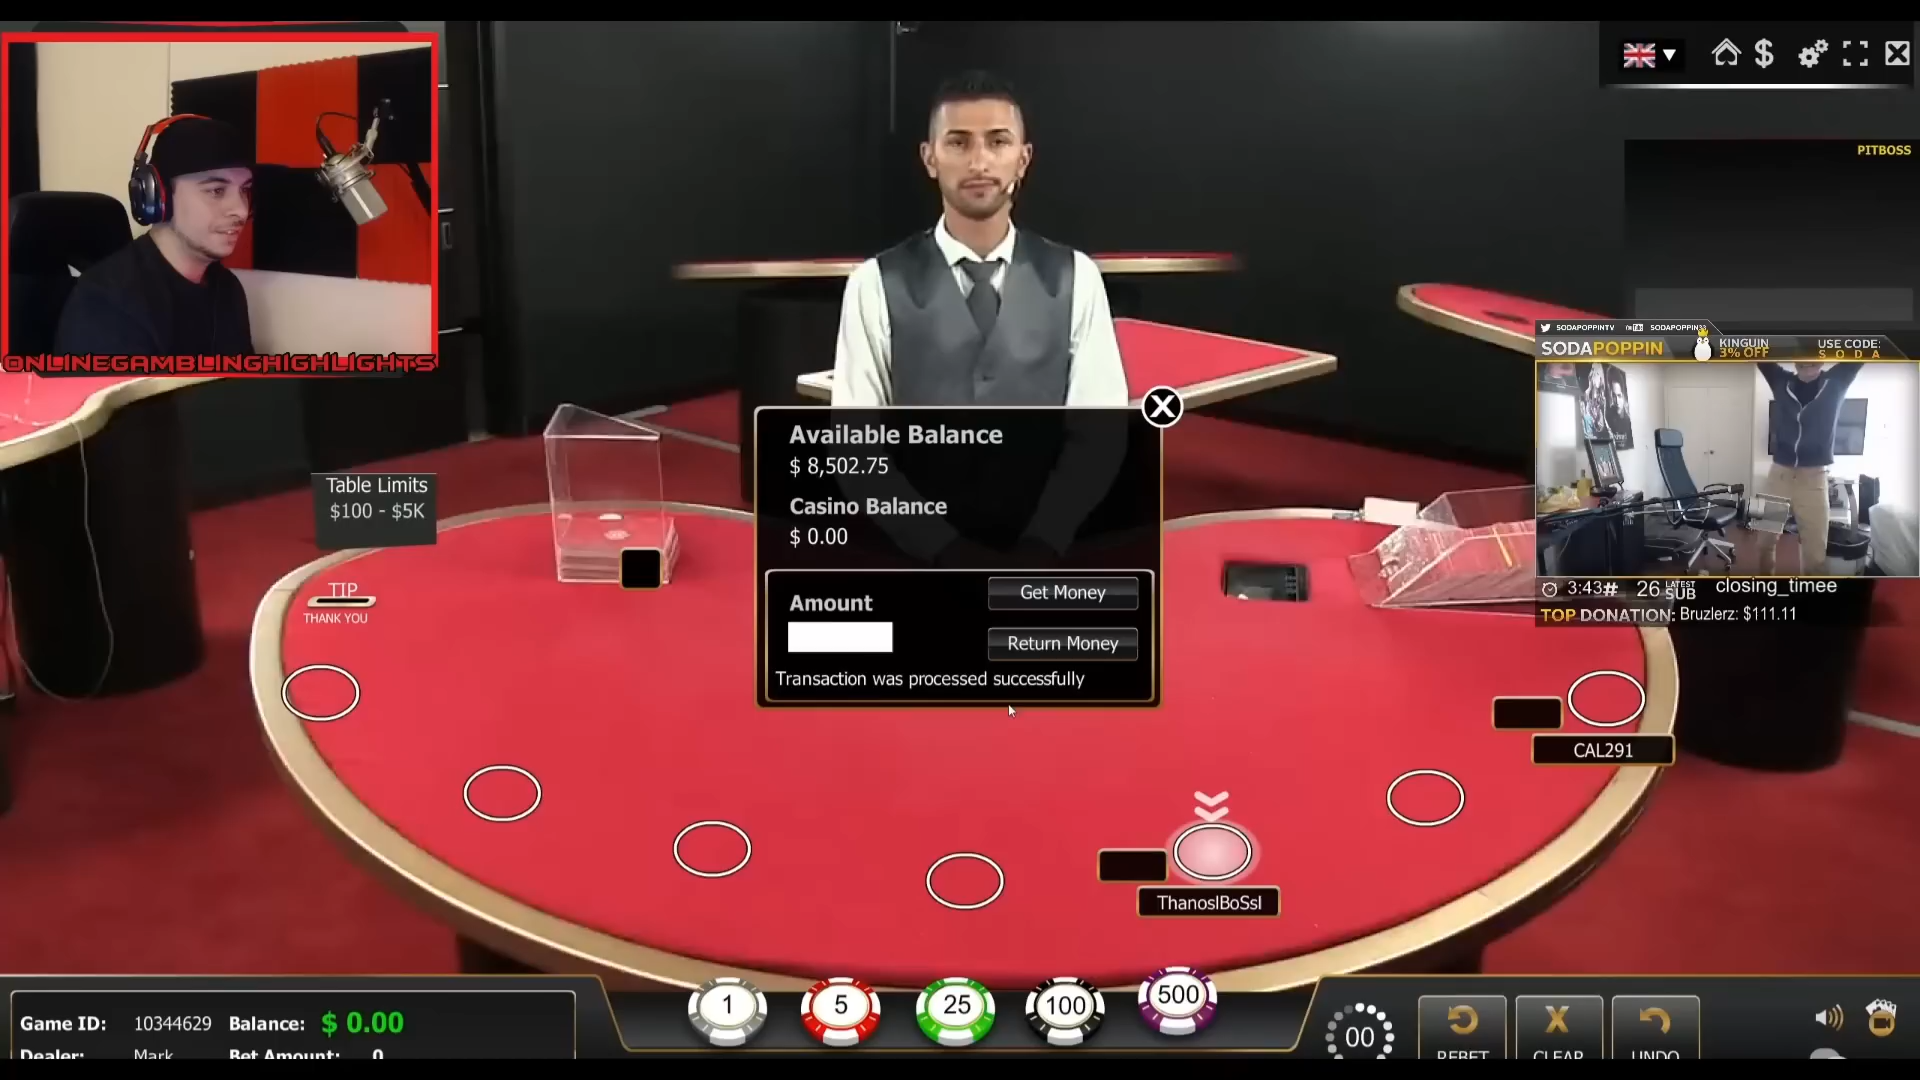 PITBOSS
ONLINEGAMBLINGHIGHLIGHTS
SODAPOPPINTV SODAPOPPIN33
SODAPOPPIN
KINGUIN
3% OFF
USE CODE:
S O D A
Available Balance
$ 8,502.75
Casino Balance
$ 0.00
Table Limits
$100 - $5K
Amount
Get Money
Return Money
Transaction was processed successfully
TIP
THANK YOU
3:43# 26 LATEST SUB closing_timee
TOP DONATION: Bruzlerz: $111.11
CAL291
ThanosIBoSsI
1
5
25
100
500
00
Game ID: 10344629 Balance: $ 0.00
Dealer: Mark Bet Amount: 0
REBET
CLEAR
UNDO